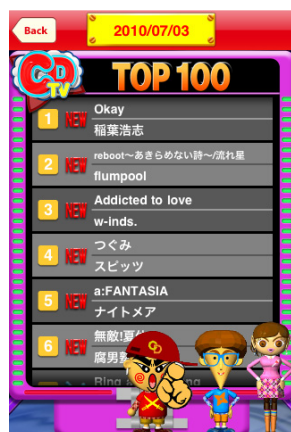 Back
2010/07/03
CD
TV
TOP 100
1 NEW Okay
稲葉浩志
2 NEW reboot〜あきらめない詩〜/流れ星
flumpool
3 NEW Addicted to love
w-inds.
4 NEW つぐみ
スピッツ
5 NEW a:FANTASIA
ナイトメア
6 NEW 無敵!夏
腐男
Ring